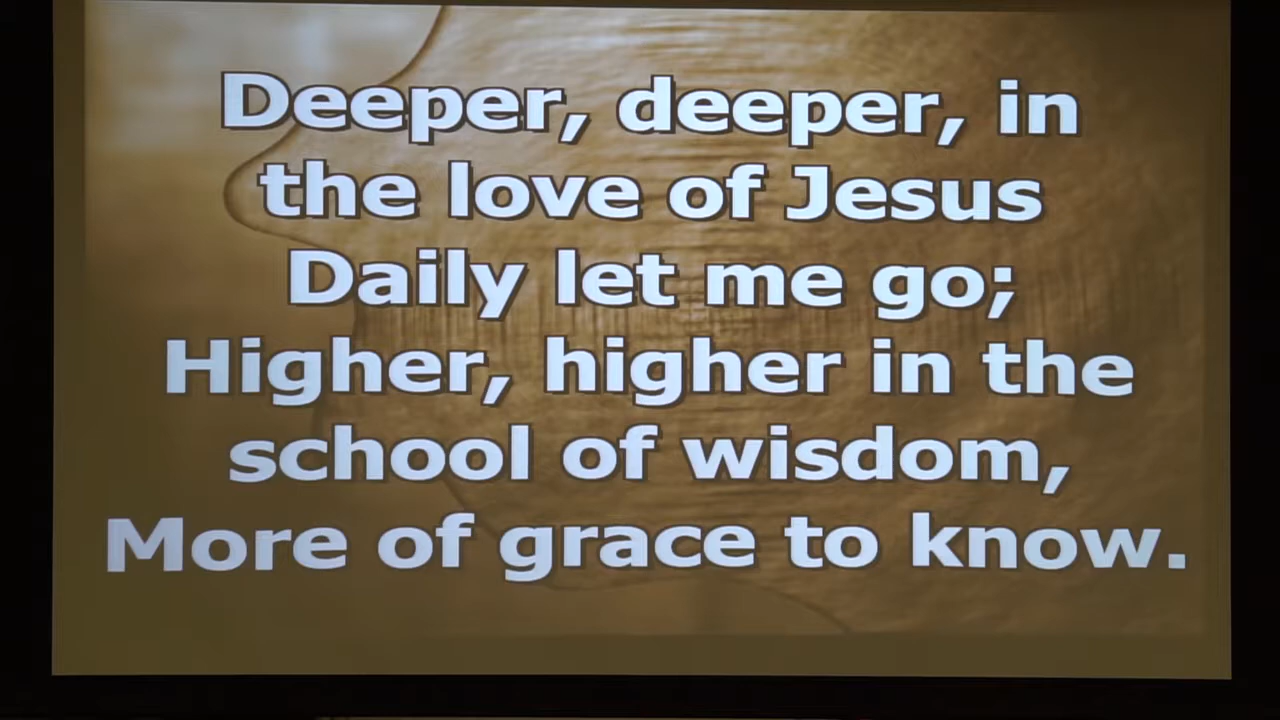 Deeper, deeper, in
the love of Jesus
Daily let me go;
Higher, higher in the
school of wisdom,
More of grace to know.